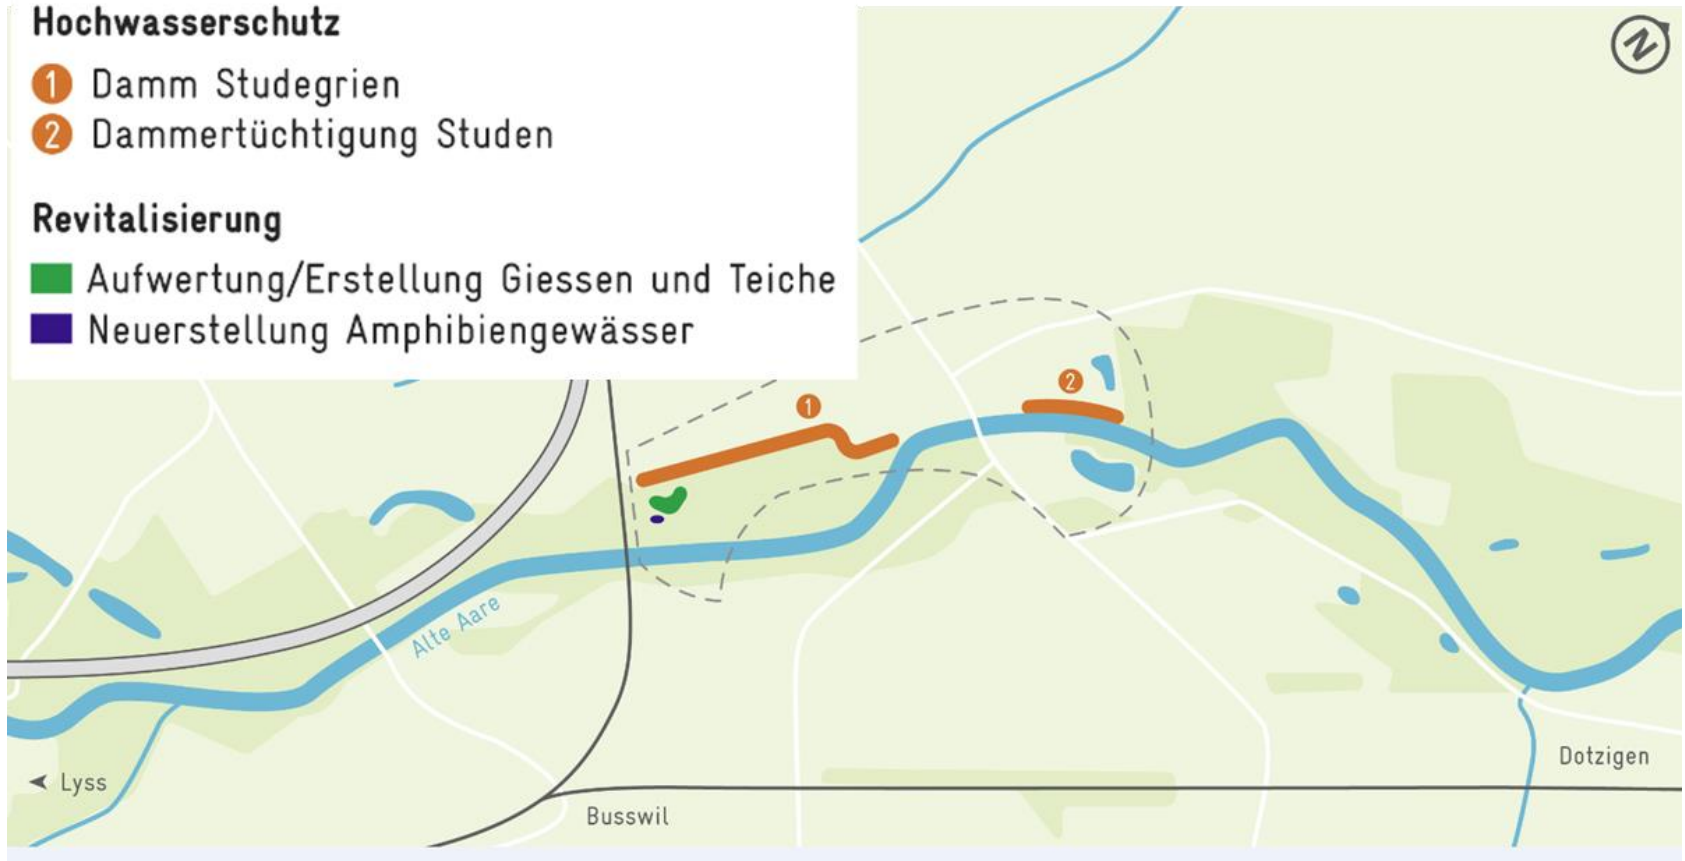 Hochwasserschutz
1 Damm Studegrien
2 Dammertüchtigung Studen
Revitalisierung
Aufwertung/Erstellung Giessen und Teiche
Neuerstellung Amphibiengewässer
N
2
1
Alte Aare
Dotzigen
Lyss
Busswil